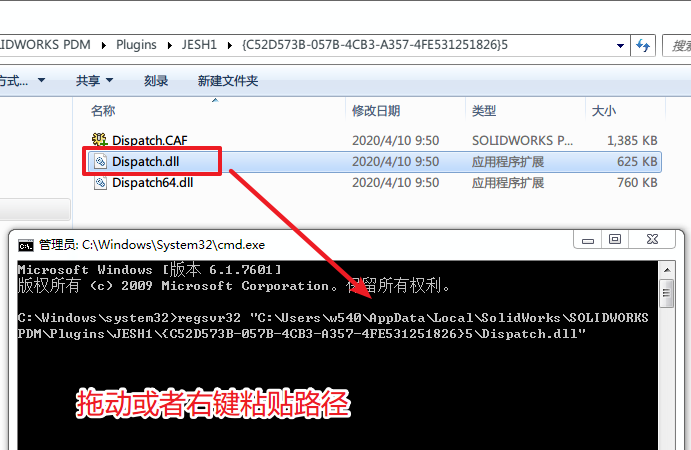 LIDWORKS PDM ▸ Plugins ▸ JESH1 ▸ {C52D573B-057B-4CB3-A357-4FE531251826}5 搜索
方式... 共享 刻录 新建文件夹
名称 修改日期 类型 大小
Dispatch.CAF 2020/4/10 9:50 SOLIDWORKS P... 1,385 KB
Dispatch.dll 2020/4/10 9:50 应用程序扩展 625 KB
Dispatch64.dll 2020/4/10 9:50 应用程序扩展 760 KB
管理员: C:\Windows\System32\cmd.exe
Microsoft Windows [版本 6.1.7601]
版权所有 (c) 2009 Microsoft Corporation。保留所有权利。
C:\Windows\system32>regsvr32 "C:\Users\w540\AppData\Local\SolidWorks\SOLIDWORKS
PDM\Plugins\JESH1\{C52D573B-057B-4CB3-A357-4FE531251826}5\Dispatch.dll"
拖动或者右键粘贴路径